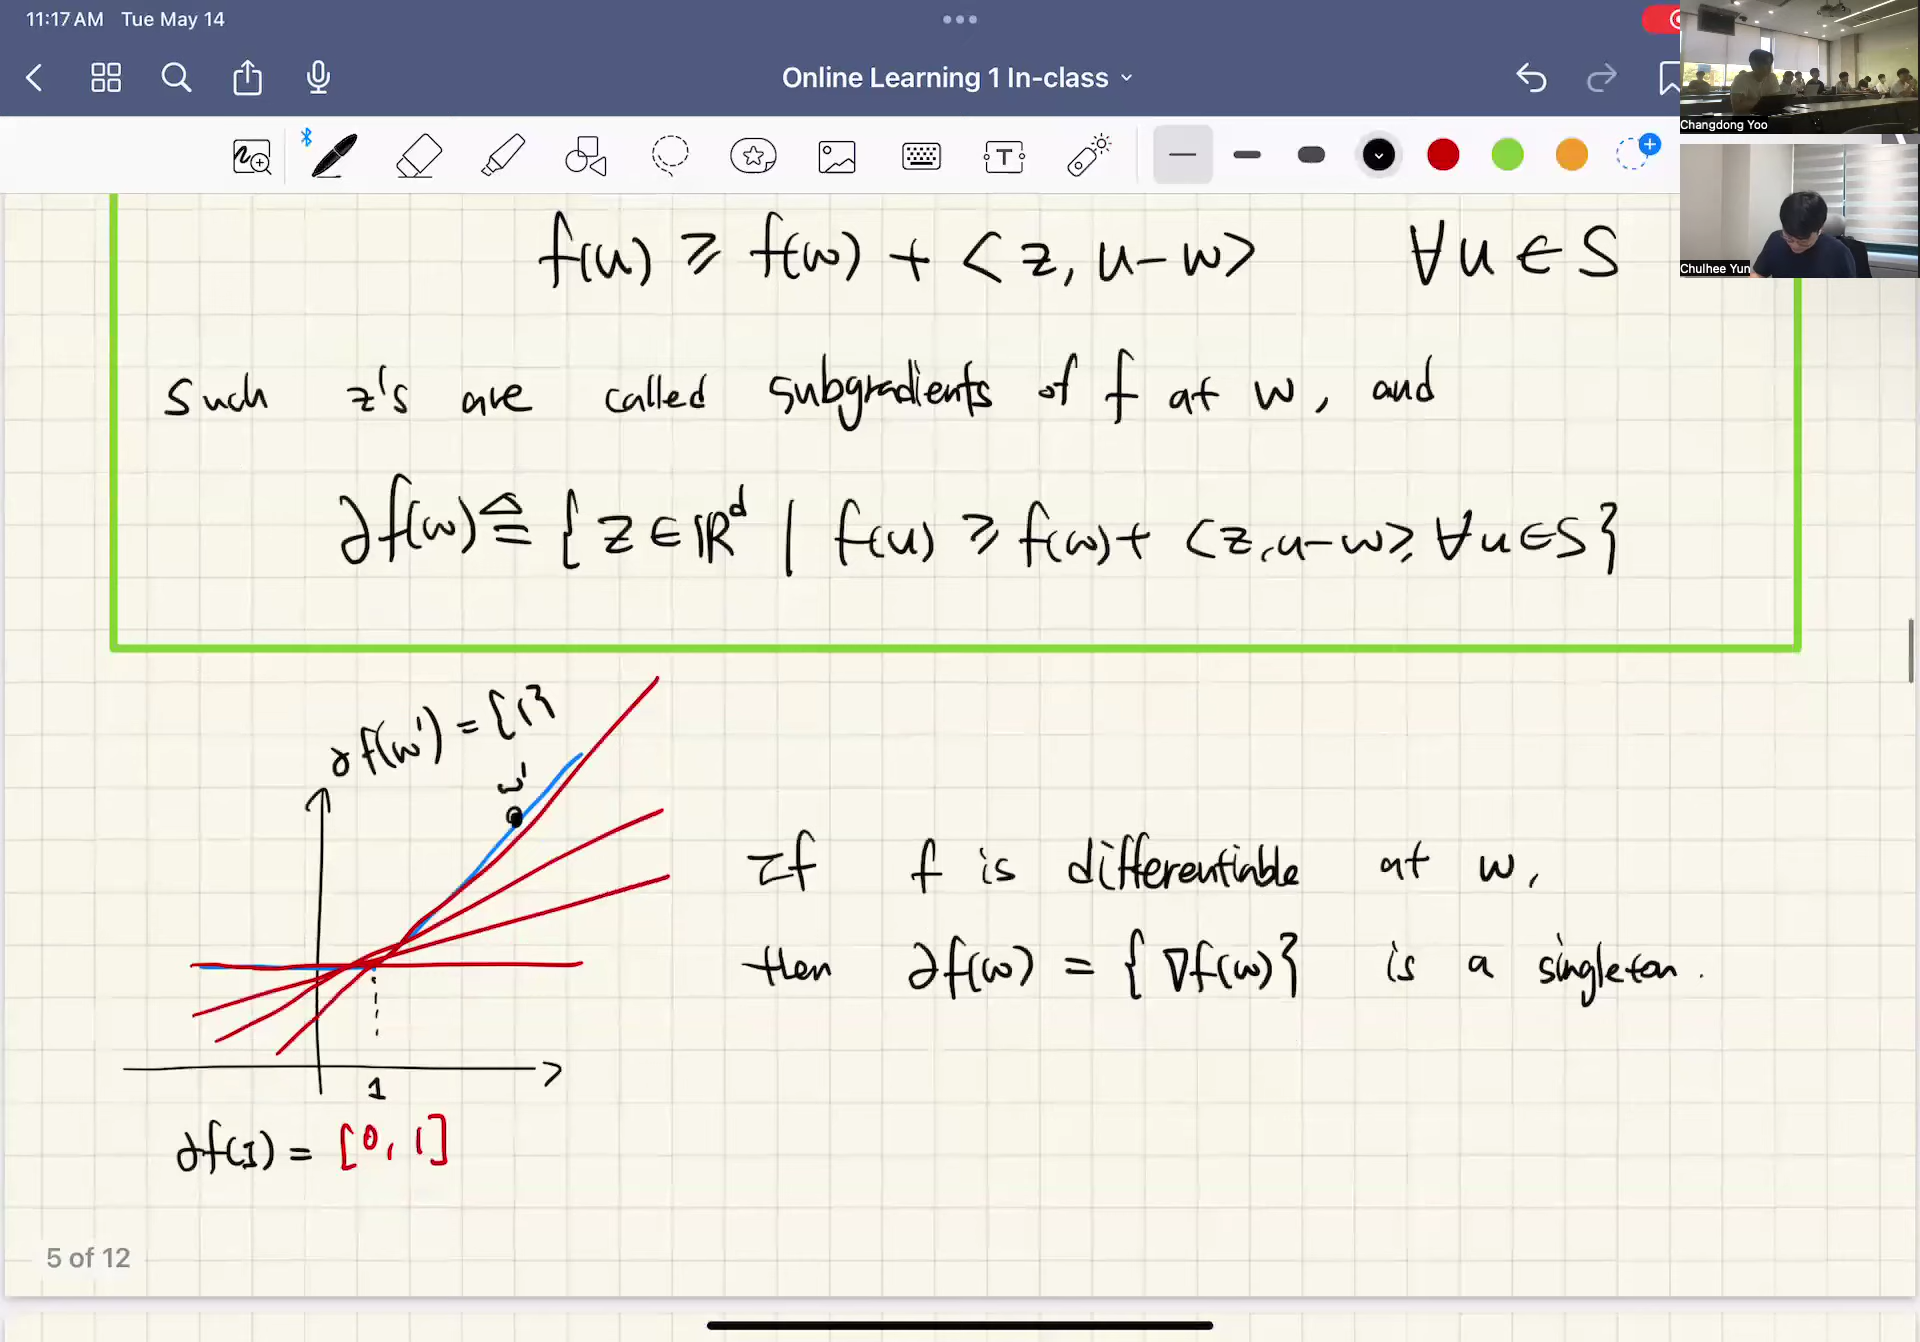 11:17 AM Tue May 14
Online Learning 1 In-class
Changdong Yoo
Chulhee Yun
f(u) ≥ f(w) + <z, u-w> ∀u ∈ S
Such z's are called subgradients of f at w, and
∂f(w) ≜ {z ∈ ℝ^d | f(u) ≥ f(w) + <z, u-w>, ∀u ∈ S}
∂f(w') = {1}
w'
If f is differentiable at w,
then ∂f(w) = {∇f(w)} is a singleton.
1
∂f(1) = [0, 1]
5 of 12